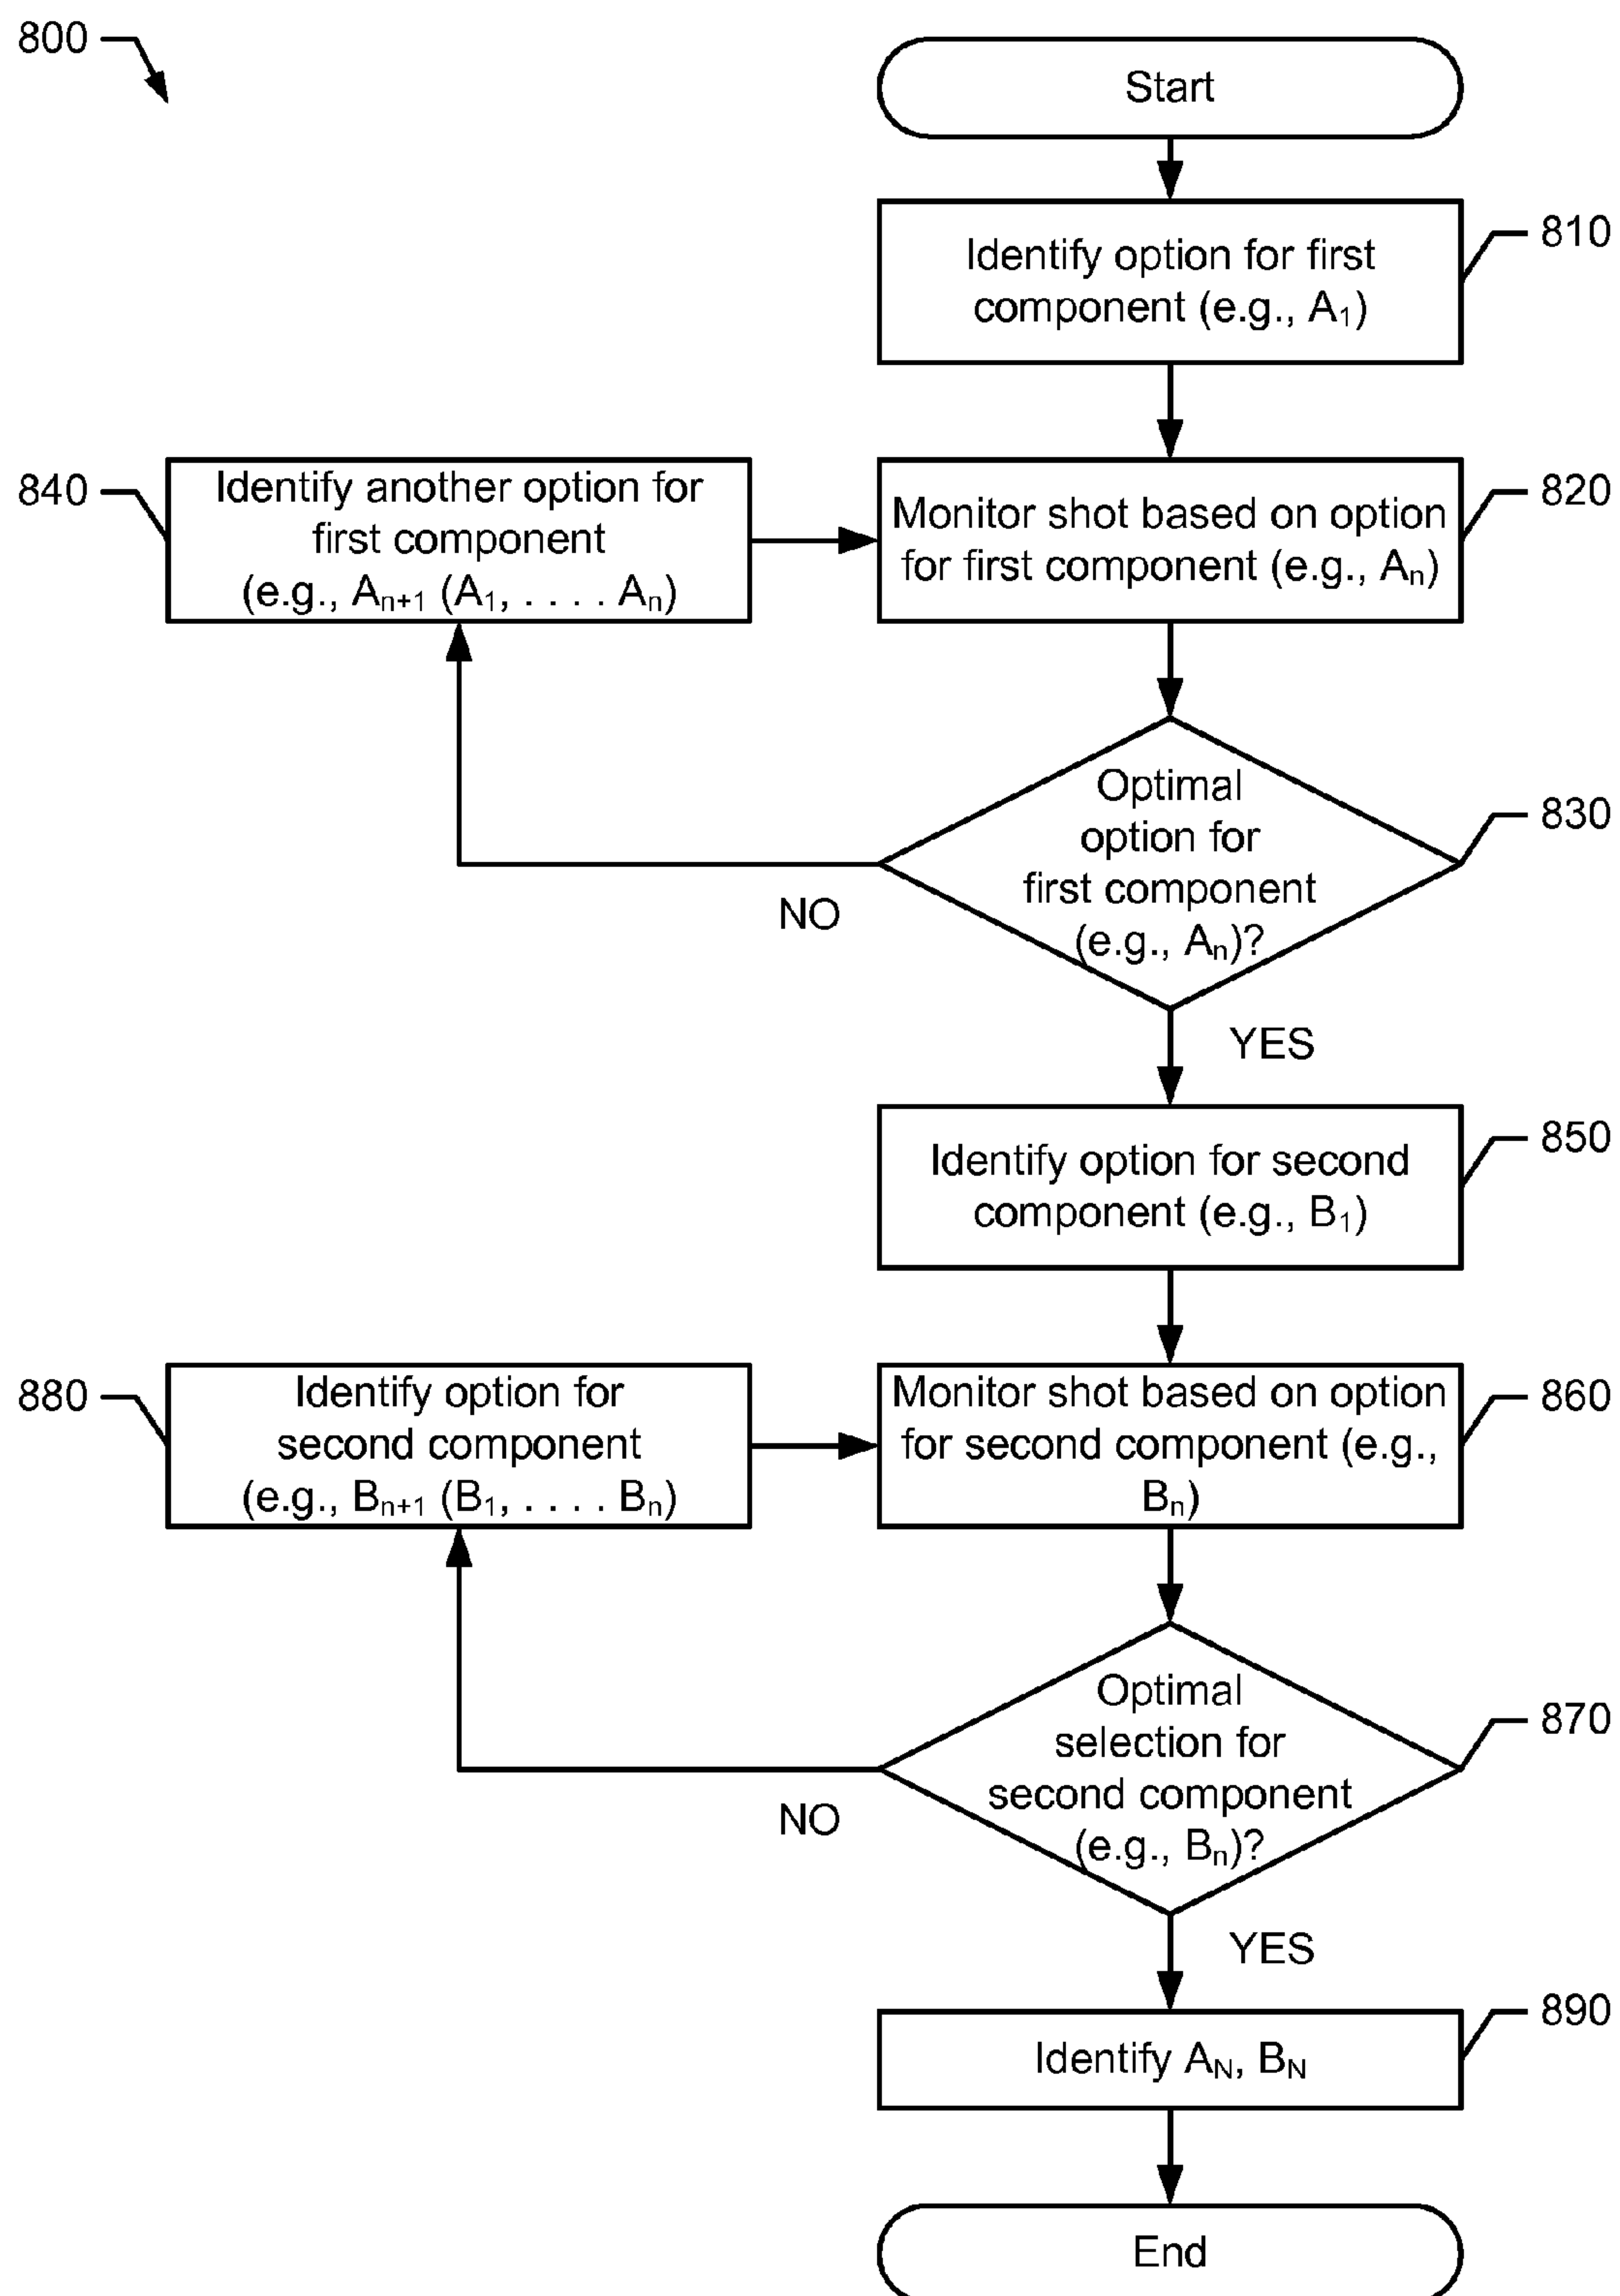 800
Start
Identify option for first
component (e.g., A₁)
810
840
Identify another option for
first component
(e.g., Aₙ₊₁ (A₁, . . . . Aₙ)
Monitor shot based on option
for first component (e.g., Aₙ)
820
Optimal
option for
first component
(e.g., Aₙ)?
830
NO
YES
Identify option for second
component (e.g., B₁)
850
880
Identify option for
second component
(e.g., Bₙ₊₁ (B₁, . . . . Bₙ)
Monitor shot based on option
for second component (e.g.,
Bₙ)
860
Optimal
selection for
second component
(e.g., Bₙ)?
870
NO
YES
Identify A_N, B_N
890
End